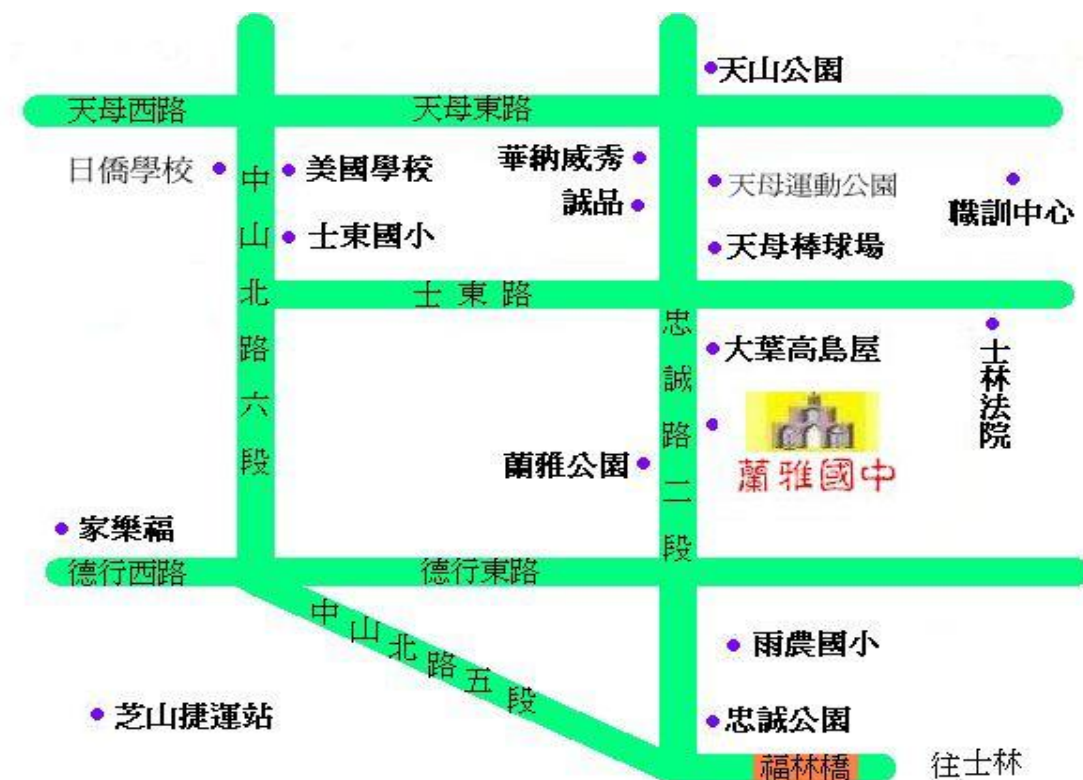 天山公園
天母西路
天母東路
日僑學校
美國學校
華納威秀
天母運動公園
誠品
職訓中心
士東國小
天母棒球場
士東路
中山北路六段
忠誠路二段
大葉高島屋
士林法院
蘭雅公園
蘭雅國中
家樂福
德行西路
德行東路
中山北路五段
雨農國小
芝山捷運站
忠誠公園
福林橋
往士林